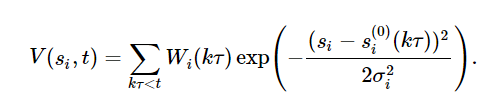 V(s_i, t) = \sum_{k\tau<t} W_i(k\tau) \exp\left( -\frac{(s_i - s_i^{(0)}(k\tau))^2}{2\sigma_i^2} \right).